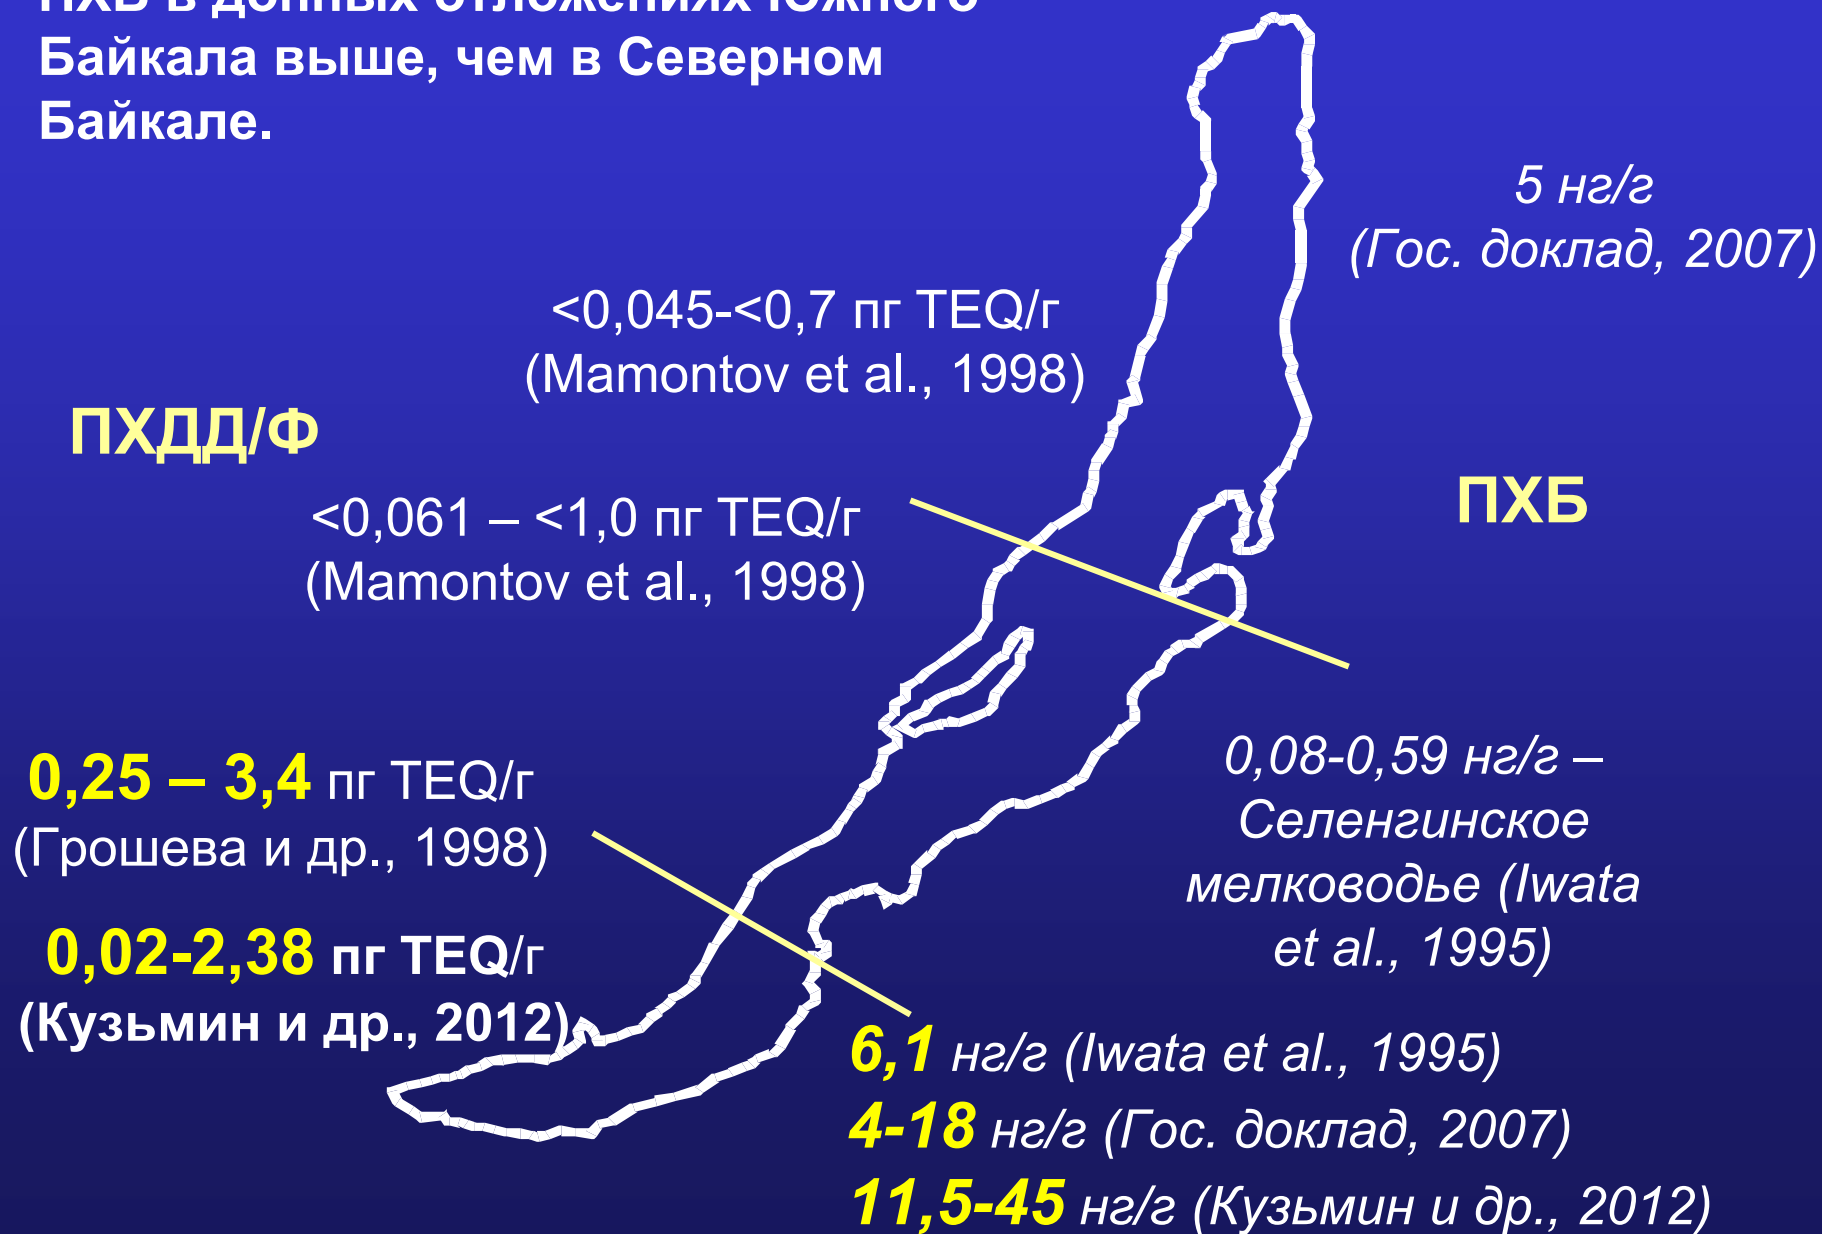 ПХБ в донных отложениях Южного
Байкала выше, чем в Северном
Байкале.
5 нг/г
(Гос. доклад, 2007)
<0,045-<0,7 пг TEQ/г
(Mamontov et al., 1998)
ПХДД/Ф
ПХБ
<0,061 – <1,0 пг TEQ/г
(Mamontov et al., 1998)
0,25 – 3,4 пг TEQ/г
(Грошева и др., 1998)
0,02-2,38 пг TEQ/г
(Кузьмин и др., 2012)
0,08-0,59 нг/г –
Селенгинское
мелководье (Iwata
et al., 1995)
6,1 нг/г (Iwata et al., 1995)
4-18 нг/г (Гос. доклад, 2007)
11,5-45 нг/г (Кузьмин и др., 2012)